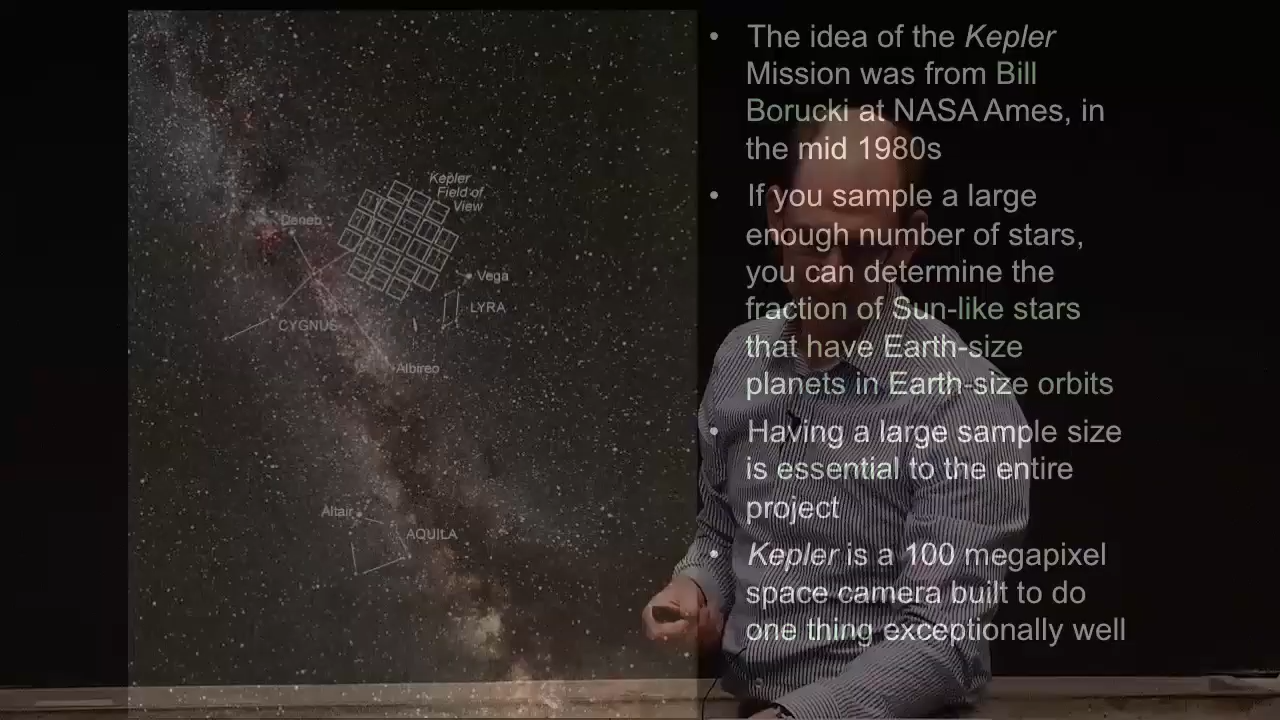 Kepler
Field of
View
Deneb
Vega
LYRA
CYGNUS
Albireo
Altair
AQUILA
• The idea of the Kepler
Mission was from Bill
Borucki at NASA Ames, in
the mid 1980s
• If you sample a large
enough number of stars,
you can determine the
fraction of Sun-like stars
that have Earth-size
planets in Earth-size orbits
• Having a large sample size
is essential to the entire
project
• Kepler is a 100 megapixel
space camera built to do
one thing exceptionally well